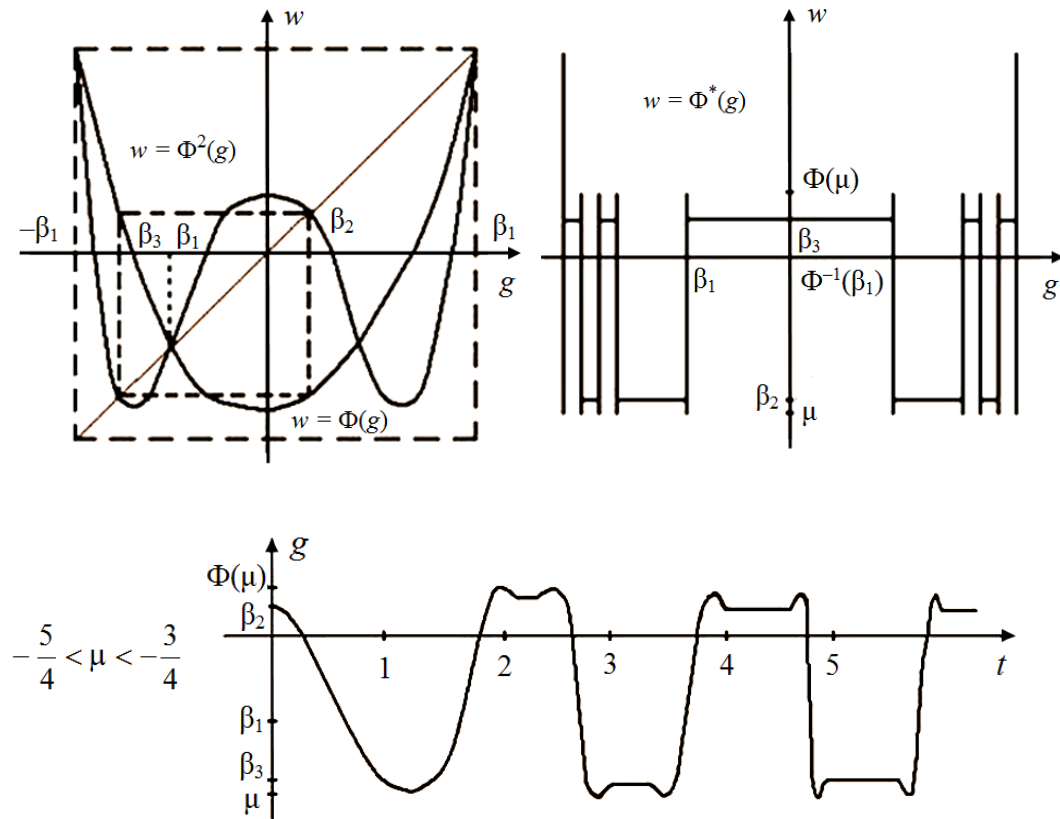 w
w = Φ²(g)
−β₁
β₃
β₁
β₂
β₁
g
w = Φ(g)
w
w = Φ*(g)
Φ(μ)
β₃
β₁
Φ⁻¹(β₁)
g
β₂
μ
g
Φ(μ)
β₂
−5/4 < μ < −3/4
1
2
3
4
5
t
β₁
β₃
μ